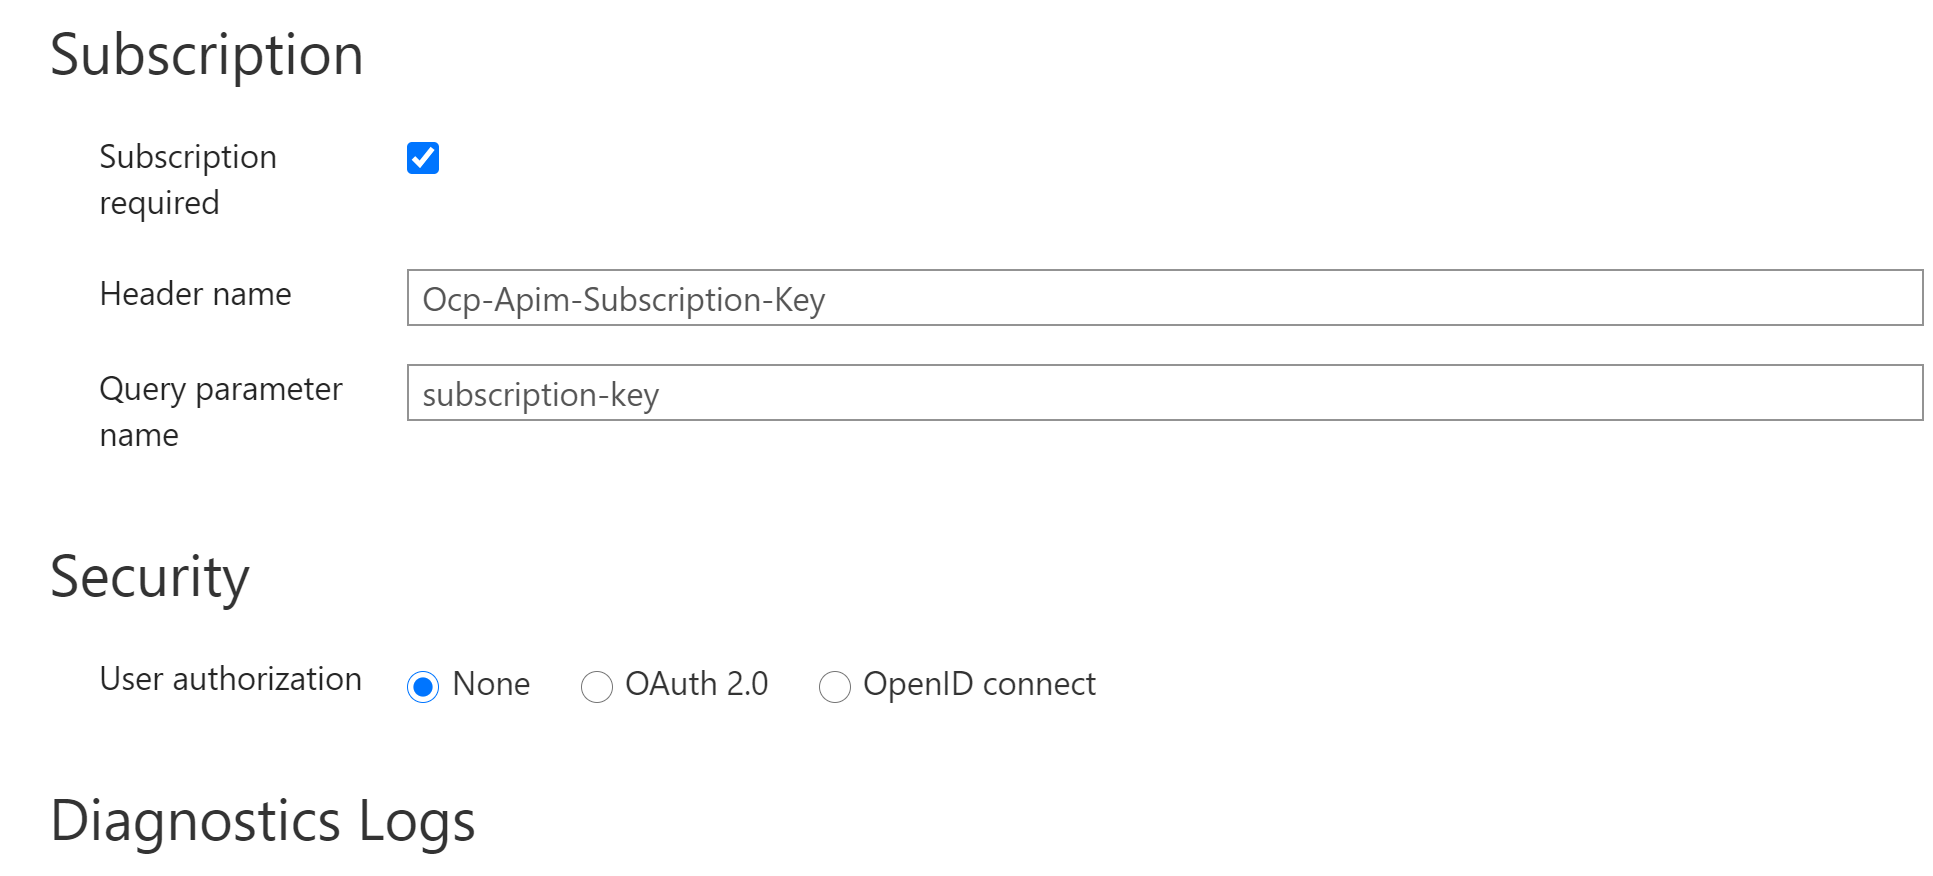 Subscription
Subscription
required
Header name
Ocp-Apim-Subscription-Key
Query parameter
name
subscription-key
Security
User authorization
None
OAuth 2.0
OpenID connect
Diagnostics Logs